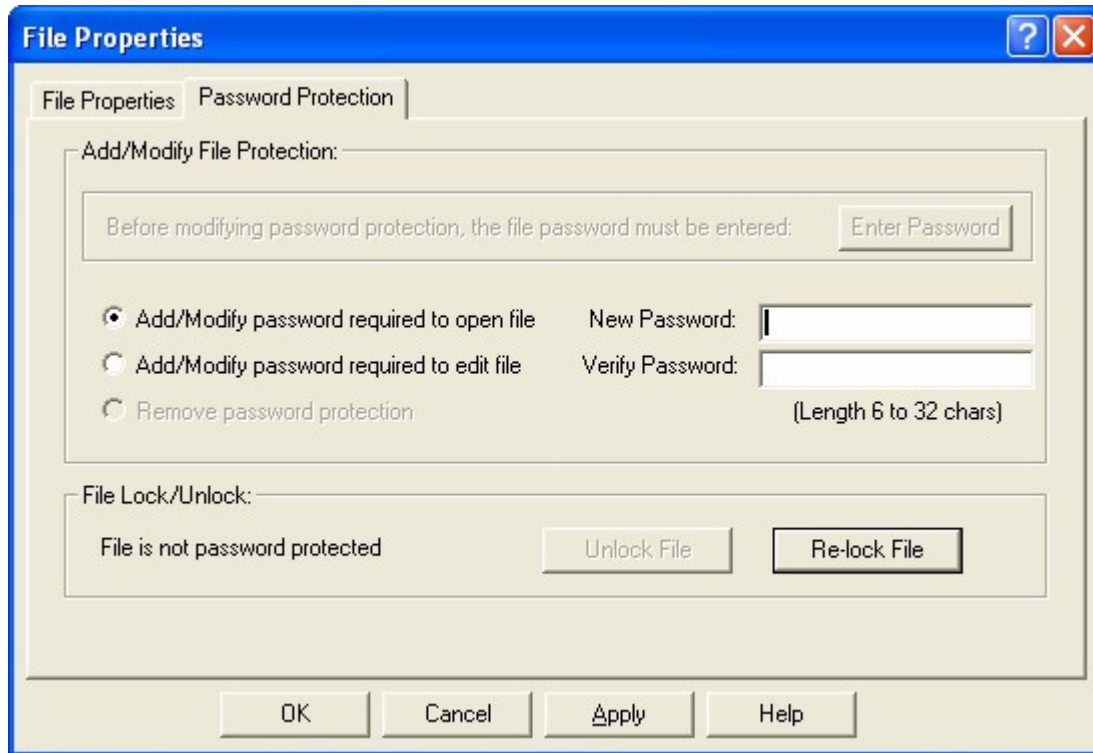 File Properties
File Properties Password Protection
Add/Modify File Protection:
Before modifying password protection, the file password must be entered: Enter Password
Add/Modify password required to open file New Password:
Add/Modify password required to edit file Verify Password:
Remove password protection (Length 6 to 32 chars)
File Lock/Unlock:
File is not password protected Unlock File Re-lock File
OK Cancel Apply Help